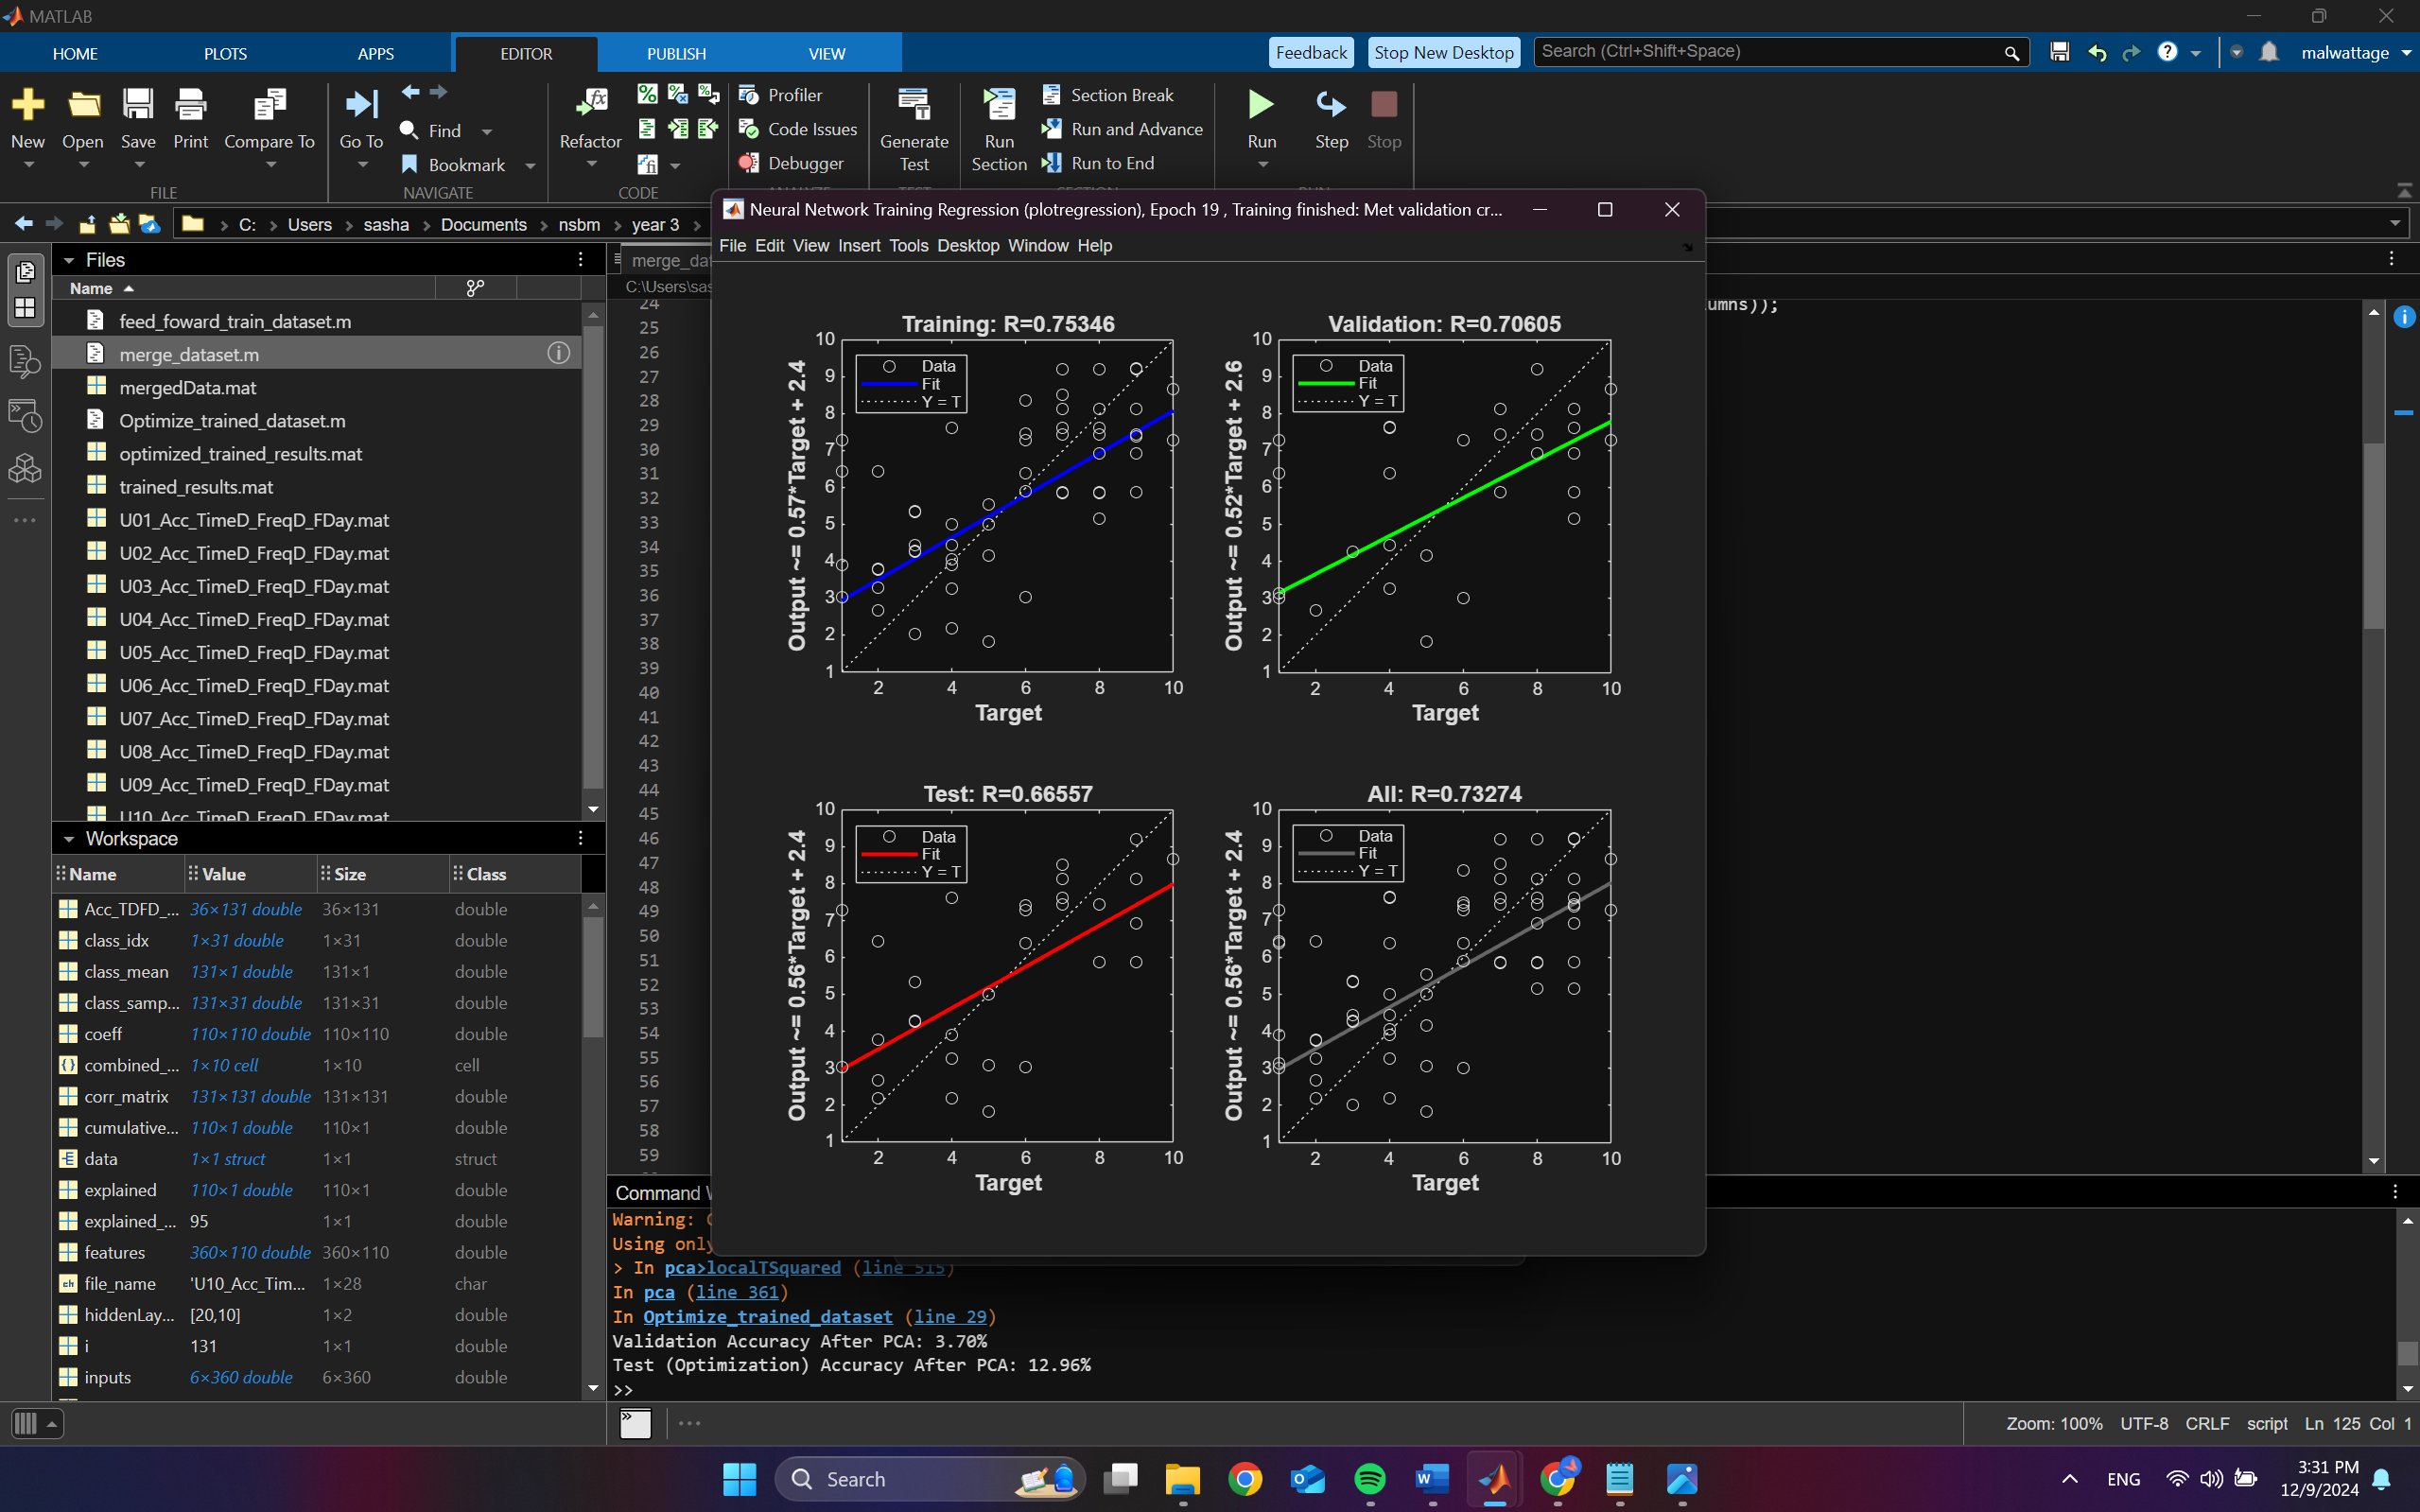 MATLAB
HOME PLOTS APPS EDITOR PUBLISH VIEW Feedback Stop New Desktop Search (Ctrl+Shift+Space) malwattage
New Open Save Print Compare To Go To Find Bookmark Refactor Profiler Code Issues Debugger Generate Test Run Section Section Break Run and Advance Run to End Run Step Stop
FILE NAVIGATE CODE
C: Users sasha Documents nsbm year 3
Neural Network Training Regression (plotregression), Epoch 19 , Training finished: Met validation cr...
File Edit View Insert Tools Desktop Window Help
Files
Name
feed_foward_train_dataset.m
merge_dataset.m
mergedData.mat
Optimize_trained_dataset.m
optimized_trained_results.mat
trained_results.mat
U01_Acc_TimeD_FreqD_FDay.mat
U02_Acc_TimeD_FreqD_FDay.mat
U03_Acc_TimeD_FreqD_FDay.mat
U04_Acc_TimeD_FreqD_FDay.mat
U05_Acc_TimeD_FreqD_FDay.mat
U06_Acc_TimeD_FreqD_FDay.mat
U07_Acc_TimeD_FreqD_FDay.mat
U08_Acc_TimeD_FreqD_FDay.mat
U09_Acc_TimeD_FreqD_FDay.mat
U10_Acc_TimeD_FreqD_FDay.mat
Workspace
Name Value Size Class
Acc_TDFD_... 36×131 double 36×131 double
class_idx 1×31 double 1×31 double
class_mean 131×1 double 131×1 double
class_samp... 131×31 double 131×31 double
coeff 110×110 double 110×110 double
combined_... 1×10 cell 1×10 cell
corr_matrix 131×131 double 131×131 double
cumulative... 110×1 double 110×1 double
data 1×1 struct 1×1 struct
explained 110×1 double 110×1 double
explained_... 95 1×1 double
features 360×110 double 360×110 double
file_name 'U10_Acc_Tim... 1×28 char
hiddenLay... [20,10] 1×2 double
i 131 1×1 double
inputs 6×360 double 6×360 double
merge_dat
C:\Users\sas
umns));
24
25
26
27
28
29
30
31
32
33
34
35
36
37
38
39
40
41
42
43
44
45
46
47
48
49
50
51
52
53
54
55
56
57
58
59
Training: R=0.75346
Output ~= 0.57*Target + 2.4
10
9
8
7
6
5
4
3
2
1
Data
Fit
Y = T
2 4 6 8 10
Target
Validation: R=0.70605
Output ~= 0.52*Target + 2.6
10
9
8
7
6
5
4
3
2
1
Data
Fit
Y = T
2 4 6 8 10
Target
Test: R=0.66557
Output ~= 0.56*Target + 2.4
10
9
8
7
6
5
4
3
2
1
Data
Fit
Y = T
2 4 6 8 10
Target
All: R=0.73274
Output ~= 0.56*Target + 2.4
10
9
8
7
6
5
4
3
2
1
Data
Fit
Y = T
2 4 6 8 10
Target
Command
Warning:
Using only
> In pca>localTSquared (line 515)
In pca (line 361)
In Optimize_trained_dataset (line 29)
Validation Accuracy After PCA: 3.70%
Test (Optimization) Accuracy After PCA: 12.96%
>>
Zoom: 100% UTF-8 CRLF script Ln 125 Col 1
Search ENG 3:31 PM
12/9/2024